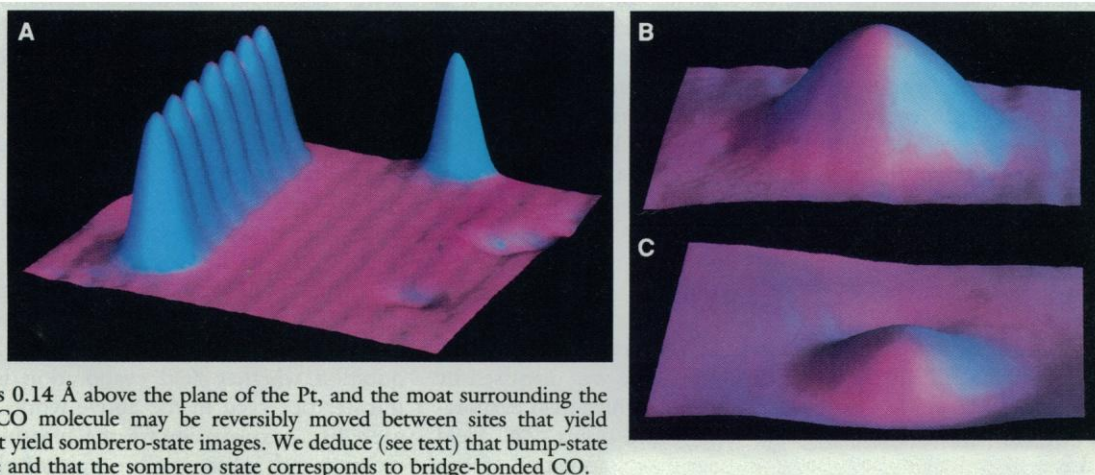 A
B
C
s 0.14 Å above the plane of the Pt, and the moat surrounding the
CO molecule may be reversibly moved between sites that yield
t yield sombrero-state images. We deduce (see text) that bump-state
and that the sombrero state corresponds to bridge-bonded CO.